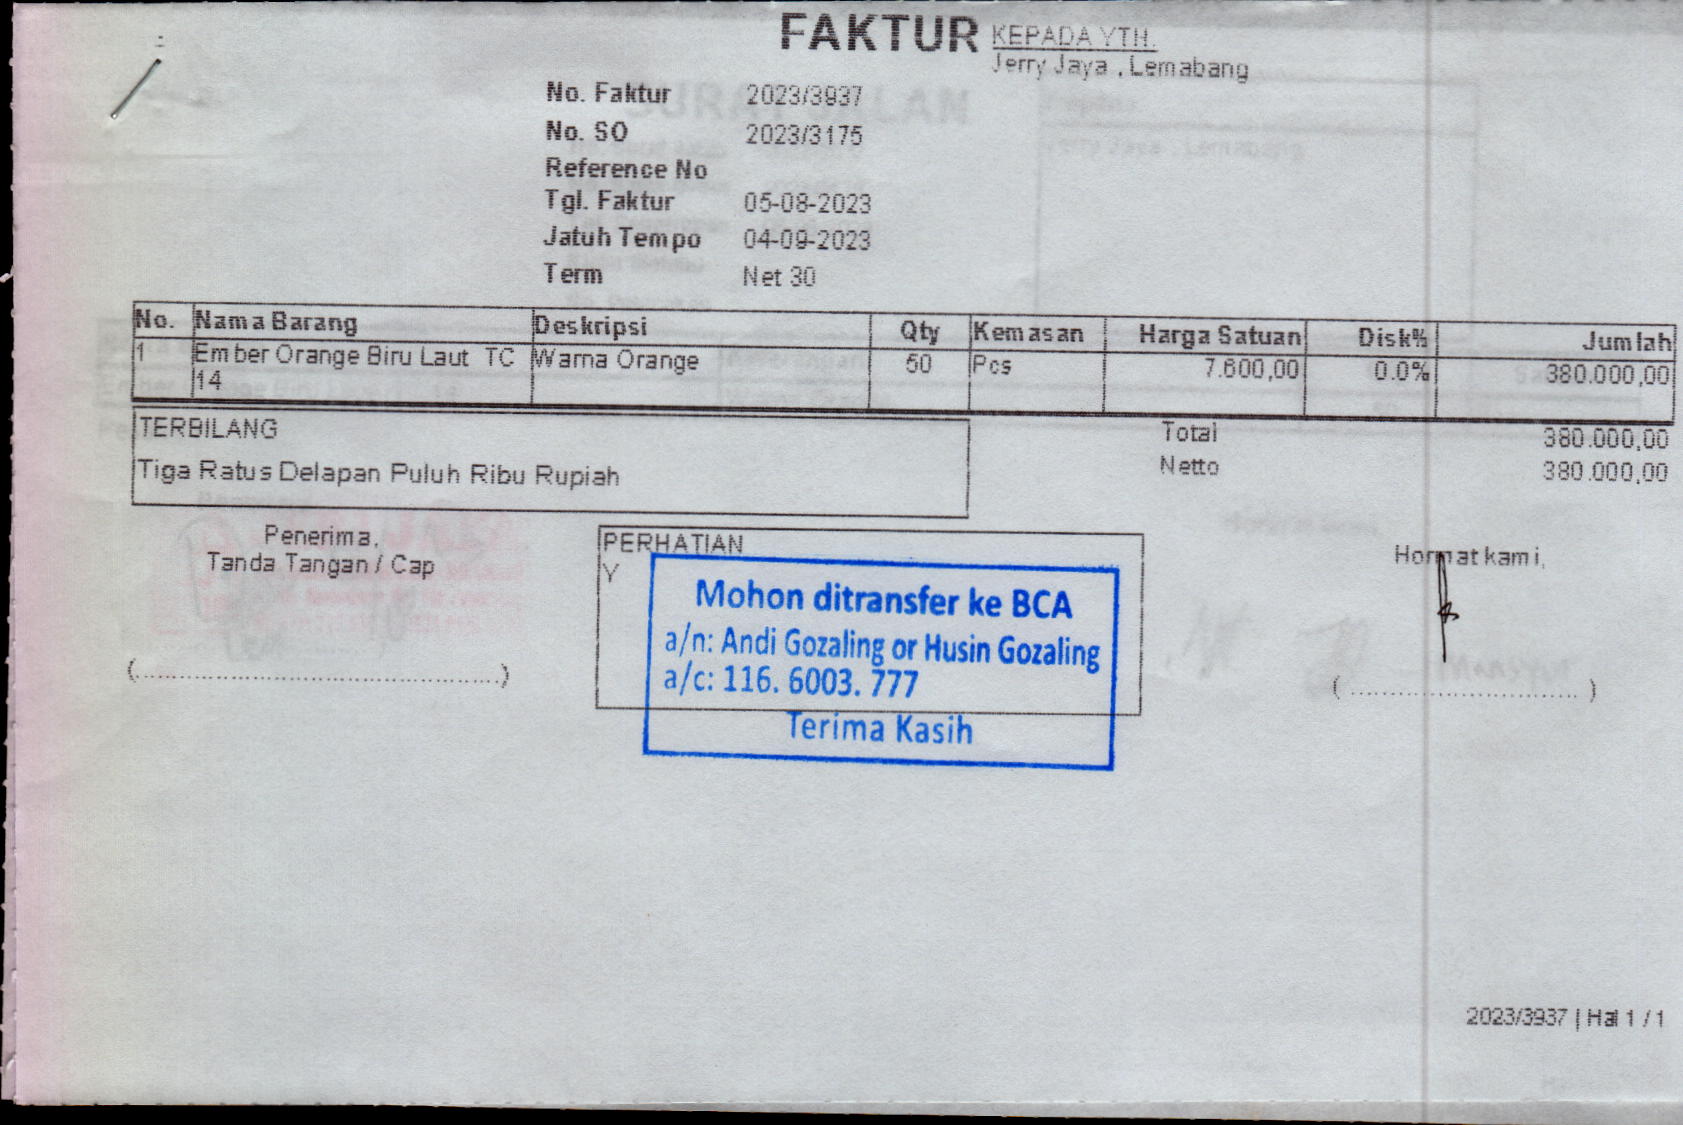 FAKTUR
KEPADA YTH.
Jerry Jaya , Lemabang
No. Faktur 2023/3937
No. SO 2023/3175
Reference No
Tgl. Faktur 05-08-2023
Jatuh Tempo 04-09-2023
Term Net 30
No. Nama Barang Deskripsi Qty Kemasan Harga Satuan Disk% Jumlah
1 Ember Orange Biru Laut TC Warna Orange 50 Pcs 7.600,00 0.0% 380.000,00
14
TERBILANG
Tiga Ratus Delapan Puluh Ribu Rupiah
Total 380.000,00
Netto 380.000,00
Penerima,
Tanda Tangan / Cap
(..................................................)
PERHATIAN
Y
Mohon ditransfer ke BCA
a/n: Andi Gozaling or Husin Gozaling
a/c: 116. 6003. 777
Terima Kasih
Hormat kami,
( ............................... )
2023/3937 | Hal 1 / 1